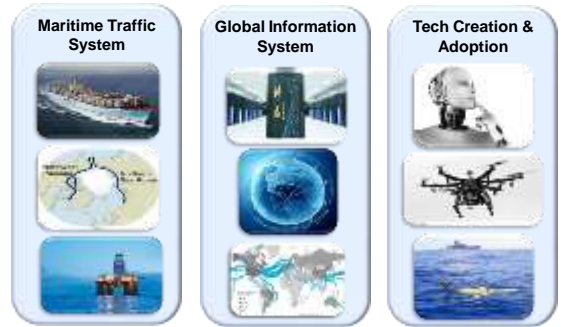 Maritime Traffic
System
Global Information
System
Tech Creation &
Adoption